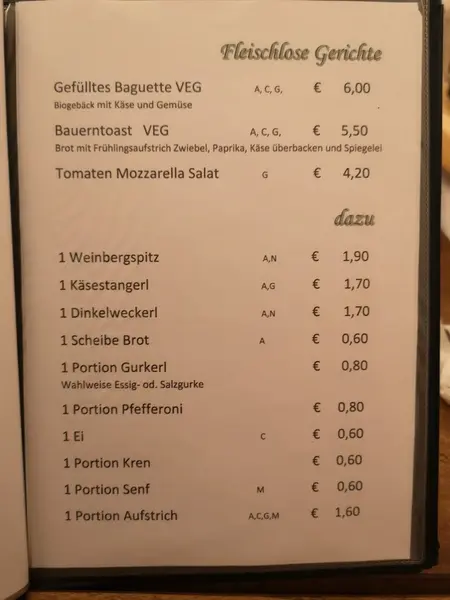 Fleischlose Gerichte
Gefülltes Baguette VEG A, C, G, € 6,00
Biogebäck mit Käse und Gemüse
Bauerntoast VEG A, C, G, € 5,50
Brot mit Frühlingsaufstrich Zwiebel, Paprika, Käse überbacken und Spiegelei
Tomaten Mozzarella Salat G € 4,20
dazu
1 Weinbergspitz A,N € 1,90
1 Käsestangerl A,G € 1,70
1 Dinkelweckerl A,N € 1,70
1 Scheibe Brot A € 0,60
1 Portion Gurkerl € 0,80
Wahlweise Essig- od. Salzgurke
1 Portion Pfefferoni € 0,80
1 Ei C € 0,60
1 Portion Kren € 0,60
1 Portion Senf M € 0,60
1 Portion Aufstrich A,C,G,M € 1,60